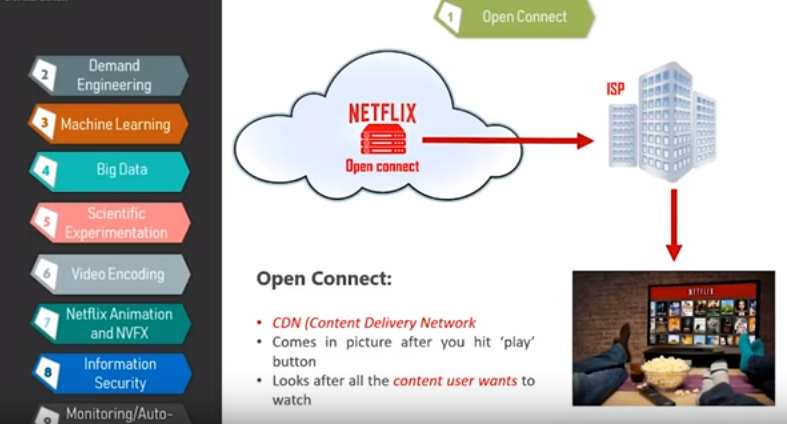 1
Open Connect
2
Demand
Engineering
3
Machine Learning
4
Big Data
5
Scientific
Experimentation
6
Video Encoding
7
Netflix Animation
and NVFX
8
Information
Security
9
Monitoring/Auto-
NETFLIX
Open connect
ISP
NETFLIX
Open Connect:
• CDN (Content Delivery Network
• Comes in picture after you hit ‘play’
button
• Looks after all the content user wants to
watch